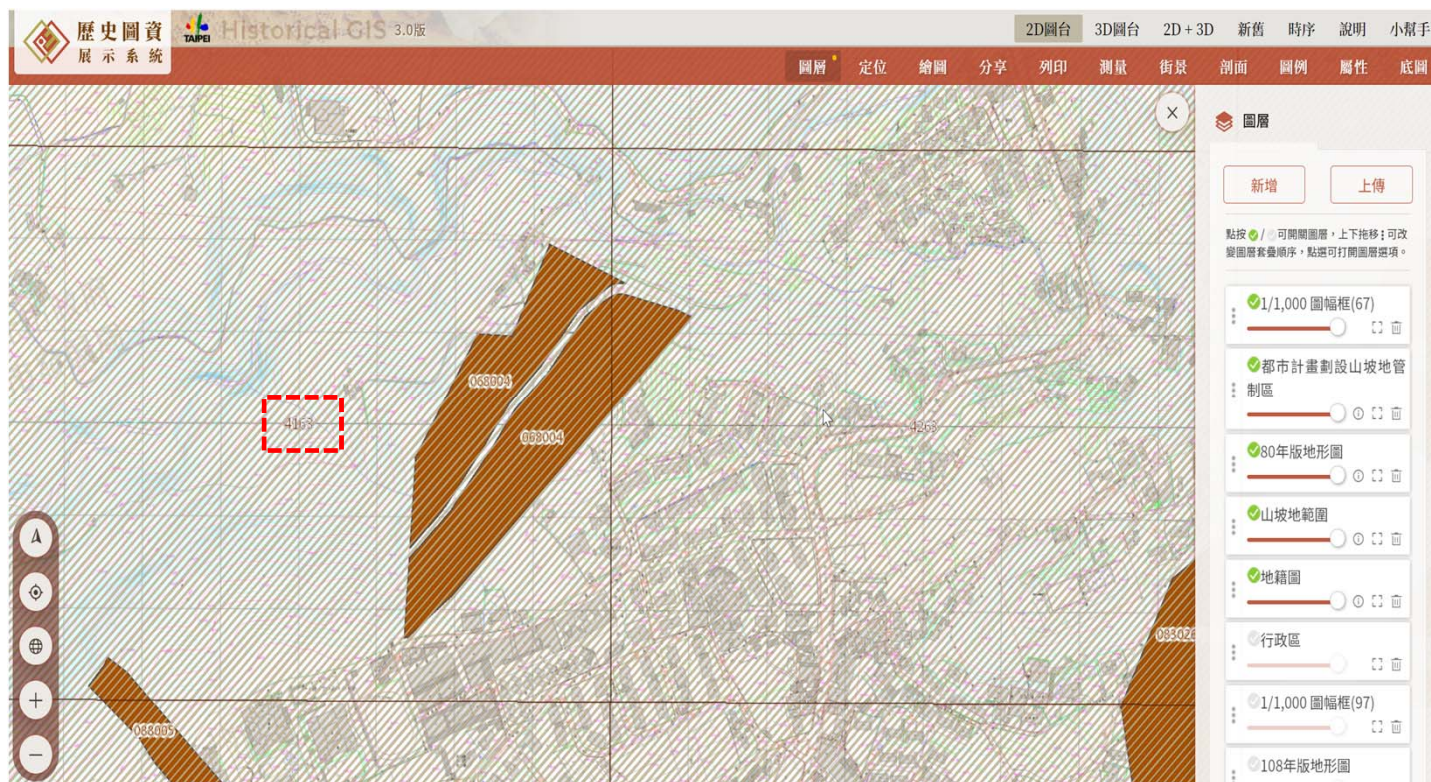 歷史圖資
展示系統
TAIPEI
Historical GIS 3.0版
2D圖台 3D圖台 2D + 3D 新舊 時序 說明 小幫手
圖層 定位 繪圖 分享 列印 測量 街景 剖面 圖例 屬性 底圖
圖層
新增 上傳
點按 / 可開關圖層，上下拖移 可改
變圖層套疊順序，點選可打開圖層選項。
1/1,000 圖幅框(67)
都市計畫劃設山坡地管
制區
80年版地形圖
山坡地範圍
地籍圖
行政區
1/1,000 圖幅框(97)
108年版地形圖
068004
4163
4263
068004
083026
088005